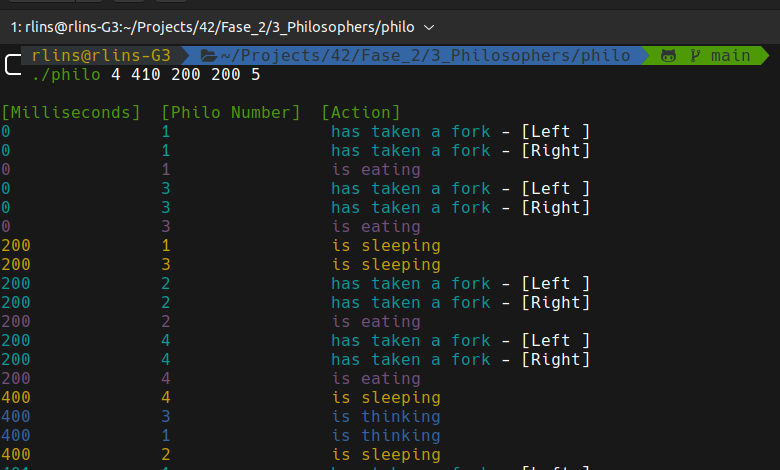 1: rlins@rlins-G3:~/Projects/42/Fase_2/3_Philosophers/philo
rlins@rlins-G3 ~/Projects/42/Fase_2/3_Philosophers/philo main
./philo 4 410 200 200 5
[Milliseconds] [Philo Number] [Action]
0 1 has taken a fork - [Left ]
0 1 has taken a fork - [Right]
0 1 is eating
0 3 has taken a fork - [Left ]
0 3 has taken a fork - [Right]
0 3 is eating
200 1 is sleeping
200 3 is sleeping
200 2 has taken a fork - [Left ]
200 2 has taken a fork - [Right]
200 2 is eating
200 4 has taken a fork - [Left ]
200 4 has taken a fork - [Right]
200 4 is eating
400 4 is sleeping
400 3 is thinking
400 1 is thinking
400 2 is sleeping